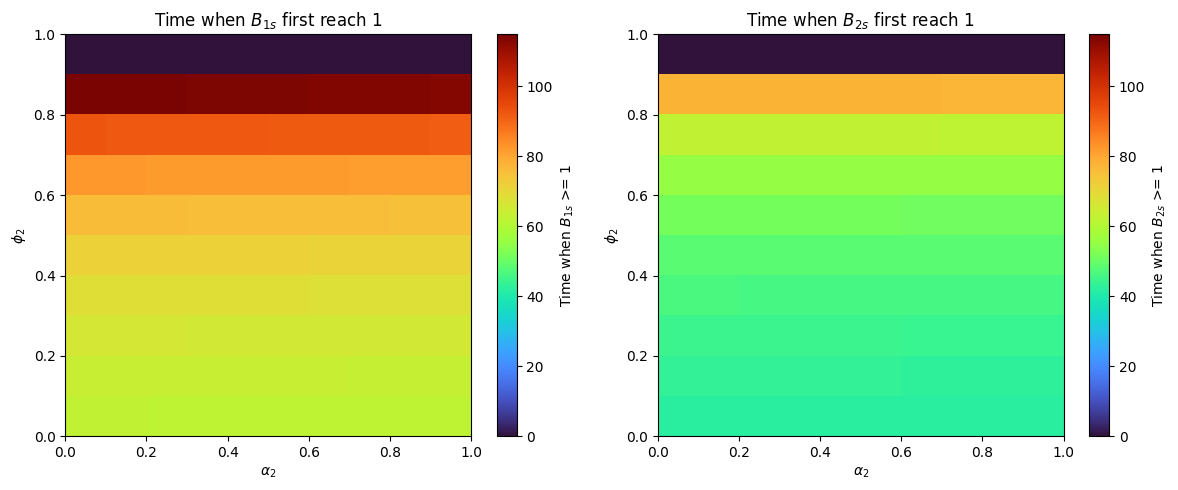 Time when $B_{1s}$ first reach 1
1.0
0.8
0.6
0.4
0.2
0.0
ϕ₂
0.0 0.2 0.4 0.6 0.8 1.0
α₂
100
80
60
40
20
0
Time when $B_{1s}$ >= 1
Time when $B_{2s}$ first reach 1
1.0
0.8
0.6
0.4
0.2
0.0
ϕ₂
0.0 0.2 0.4 0.6 0.8 1.0
α₂
100
80
60
40
20
0
Time when $B_{2s}$ >= 1